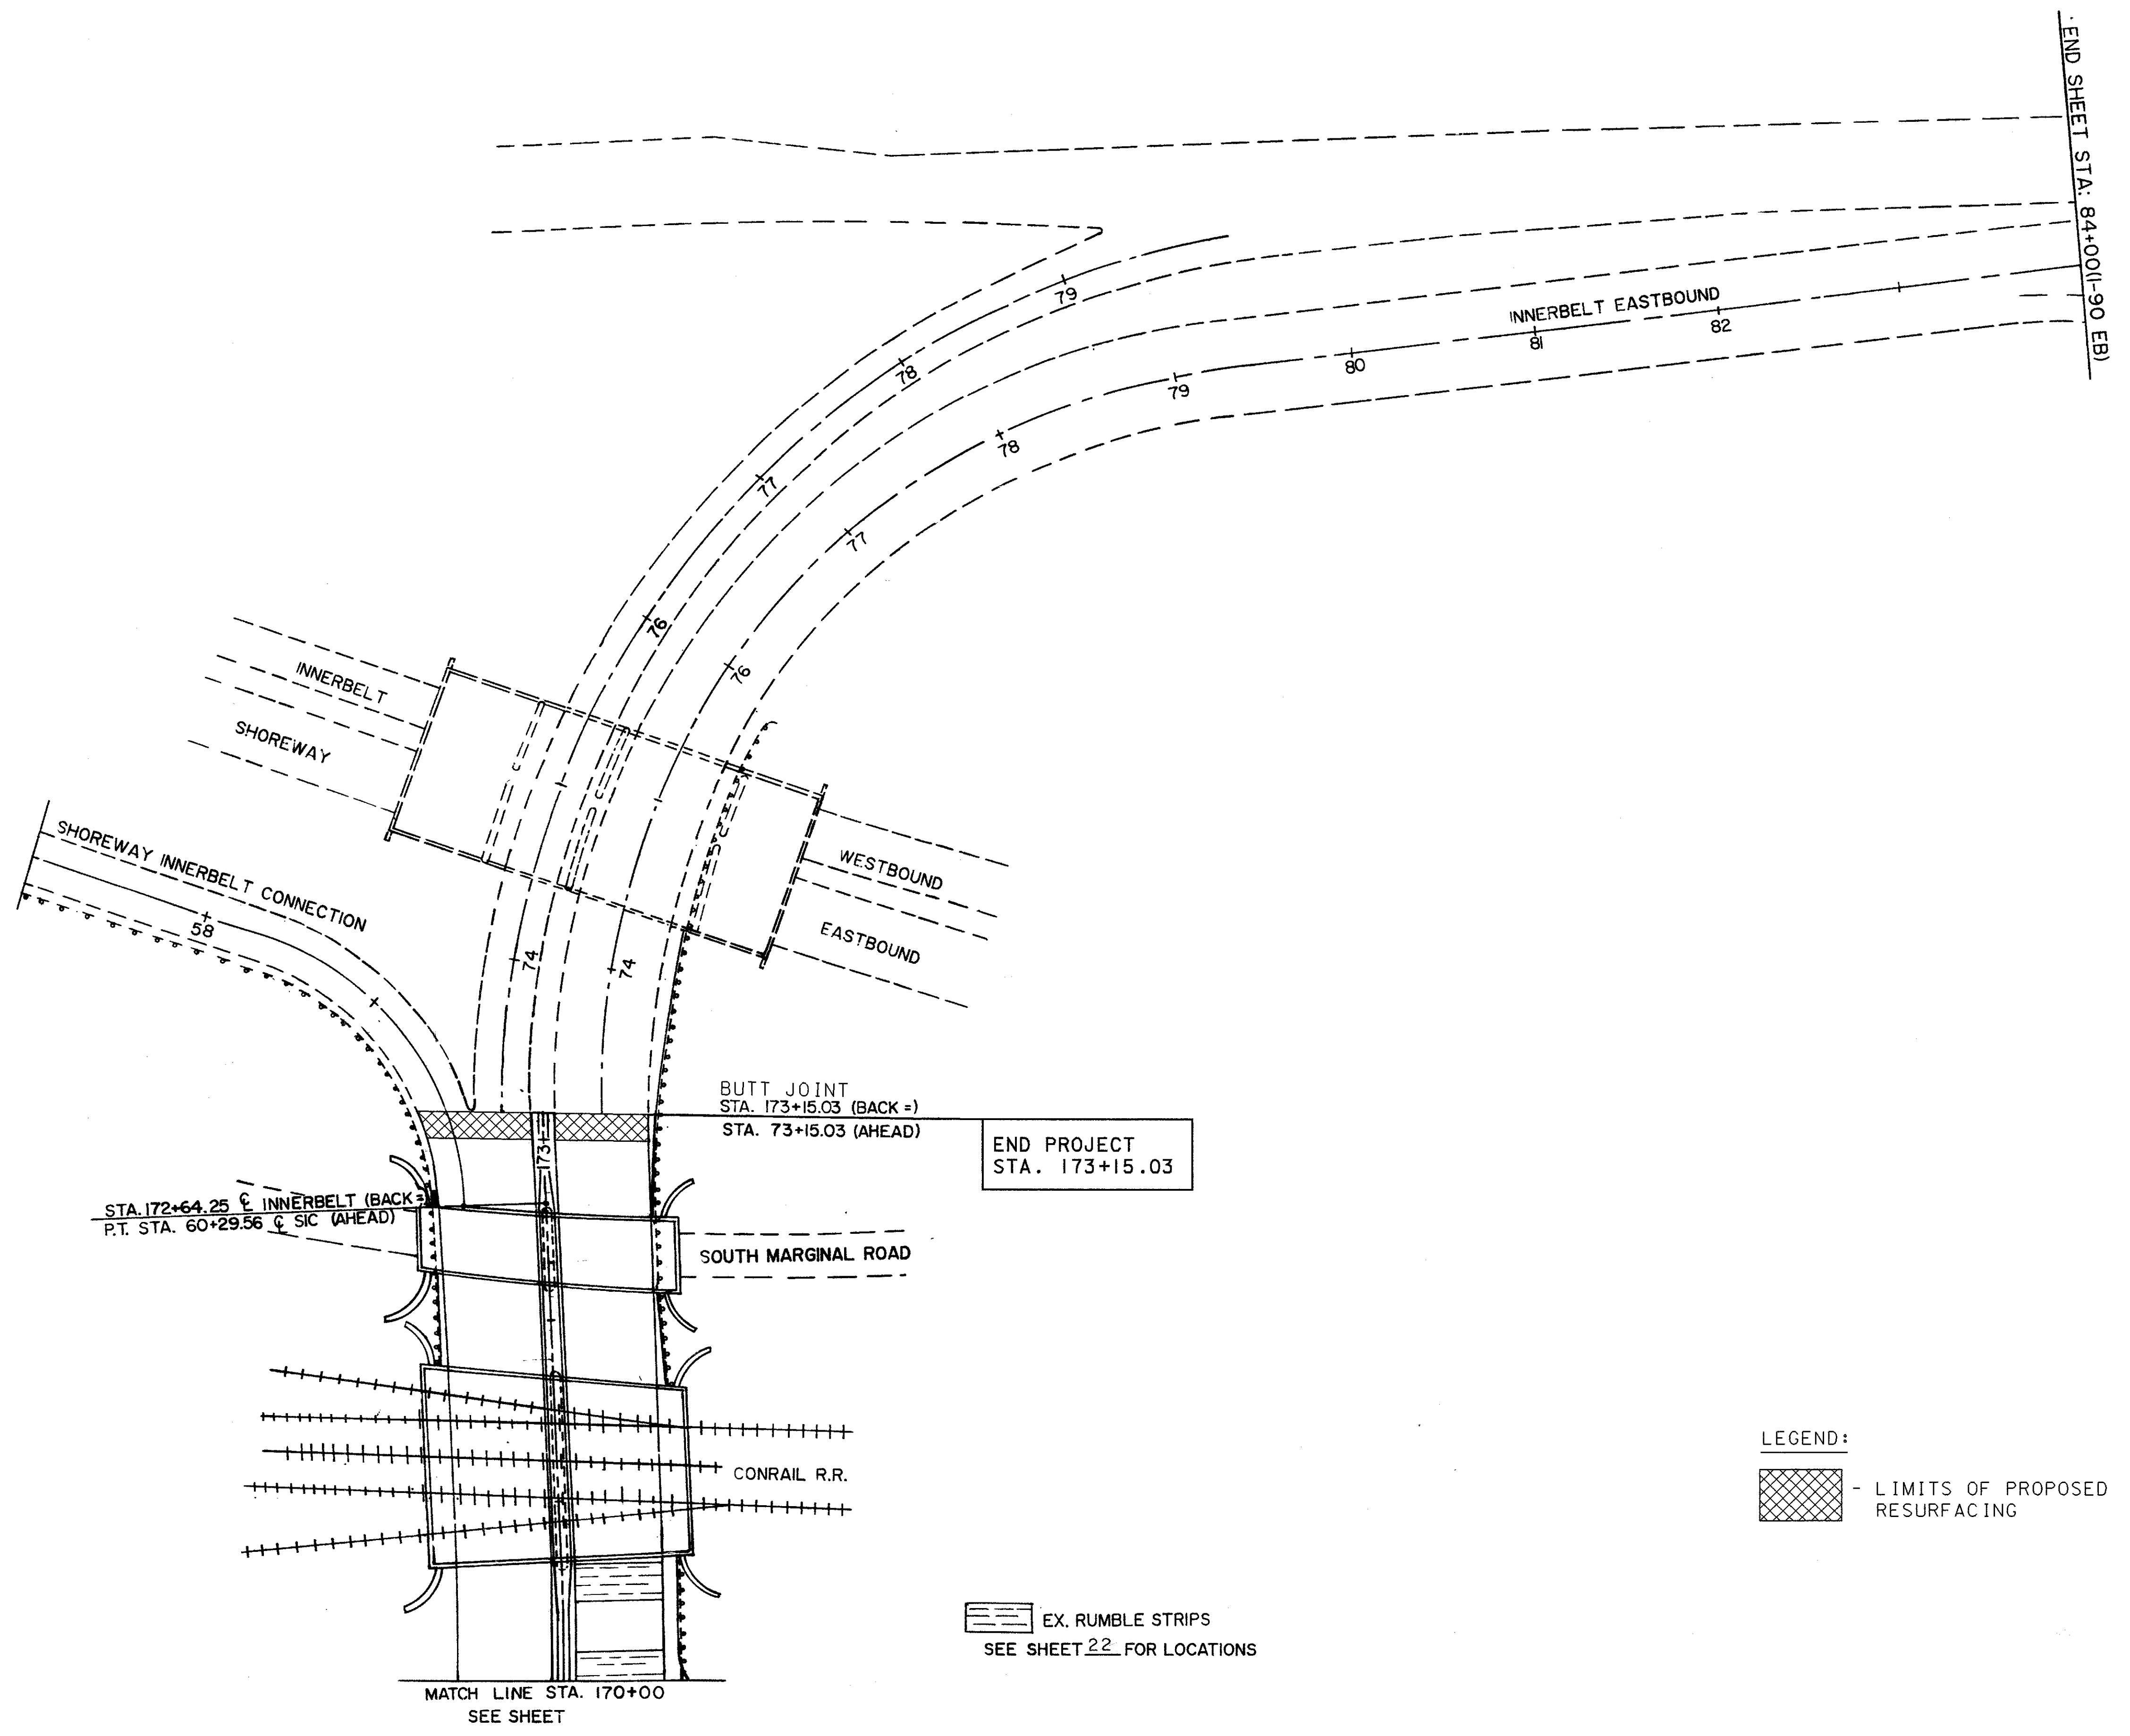 END SHEET STA: 84+00(I-90 EB)
79
78
77
76
74
INNERBELT EASTBOUND
82
81
80
79
78
77
76
74
INNERBELT
SHOREWAY
WESTBOUND
EASTBOUND
SHOREWAY INNERBELT CONNECTION
58
BUTT JOINT
STA. 173+15.03 (BACK =)
STA. 73+15.03 (AHEAD)
END PROJECT
STA. 173+15.03
173
STA. 172+64.25 ℄ INNERBELT (BACK =
P.T. STA. 60+29.56 ℄ SIC (AHEAD)
SOUTH MARGINAL ROAD
CONRAIL R.R.
LEGEND:
- LIMITS OF PROPOSED
RESURFACING
EX. RUMBLE STRIPS
SEE SHEET 22 FOR LOCATIONS
MATCH LINE STA. 170+00
SEE SHEET